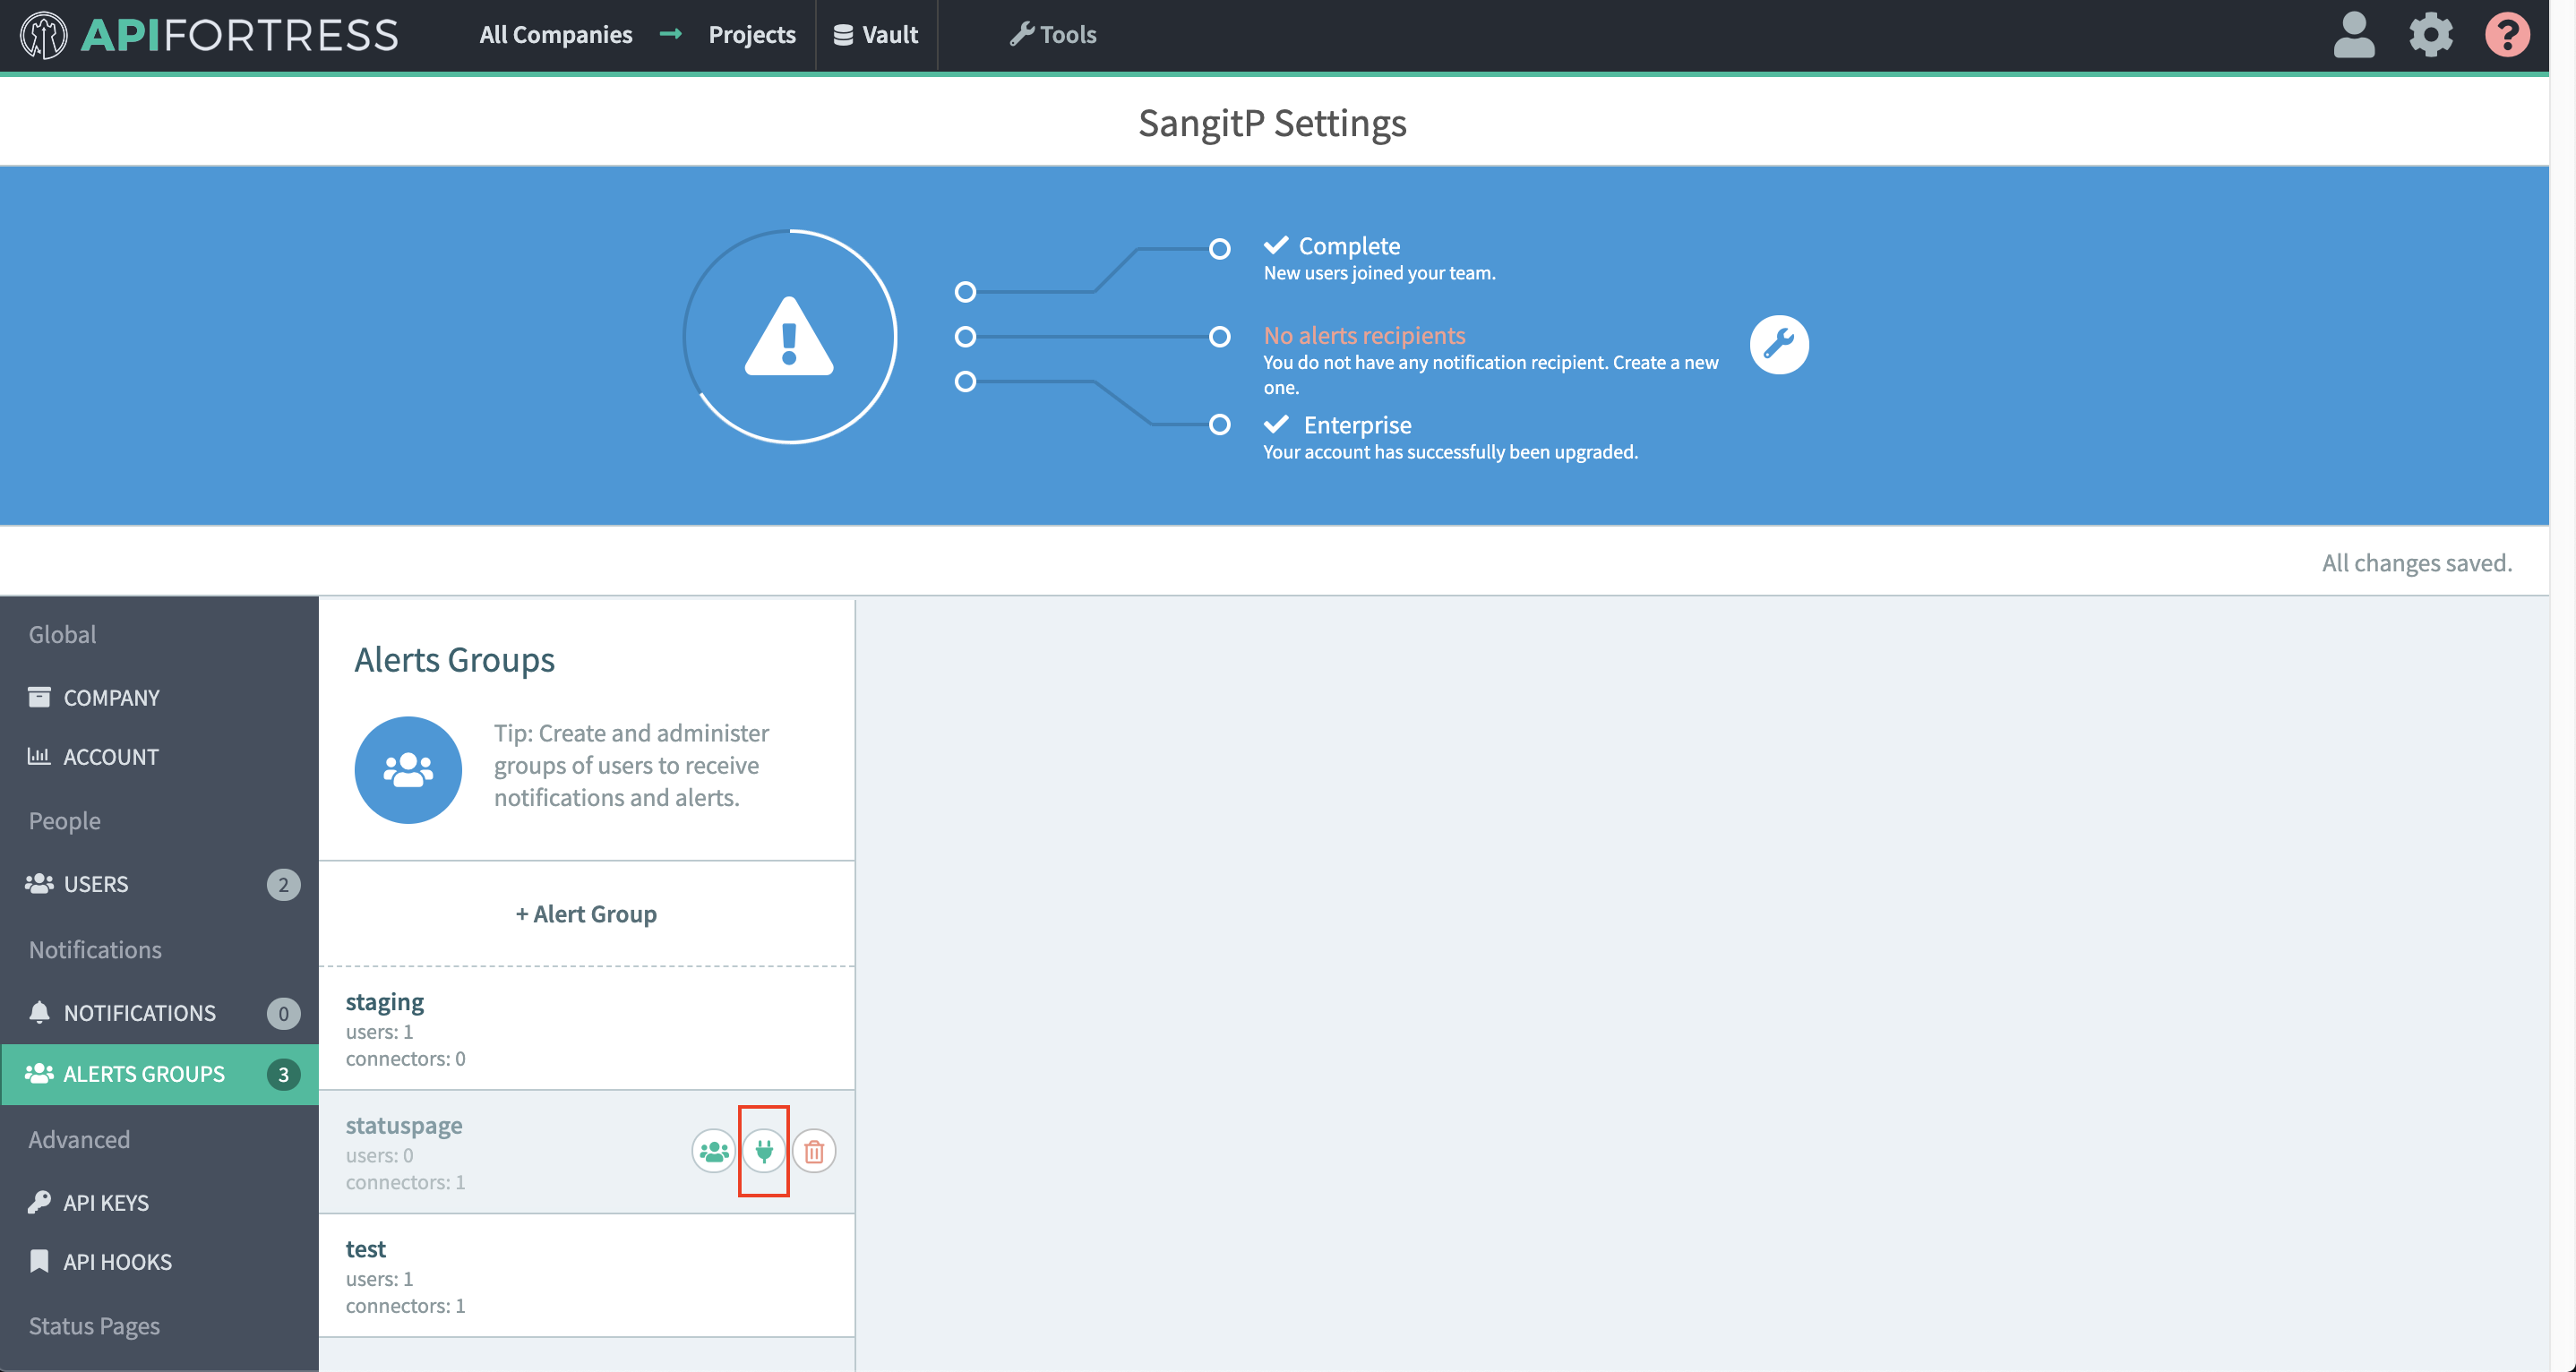 APIFORTRESS
All Companies → Projects
Vault
Tools
?
SangitP Settings
Complete
New users joined your team.
No alerts recipients
You do not have any notification recipient. Create a new
one.
Enterprise
Your account has successfully been upgraded.
All changes saved.
Global
COMPANY
ACCOUNT
People
USERS 2
Notifications
NOTIFICATIONS 0
ALERTS GROUPS 3
Advanced
API KEYS
API HOOKS
Status Pages
Alerts Groups
Tip: Create and administer
groups of users to receive
notifications and alerts.
+ Alert Group
staging
users: 1
connectors: 0
statuspage
users: 0
connectors: 1
test
users: 1
connectors: 1